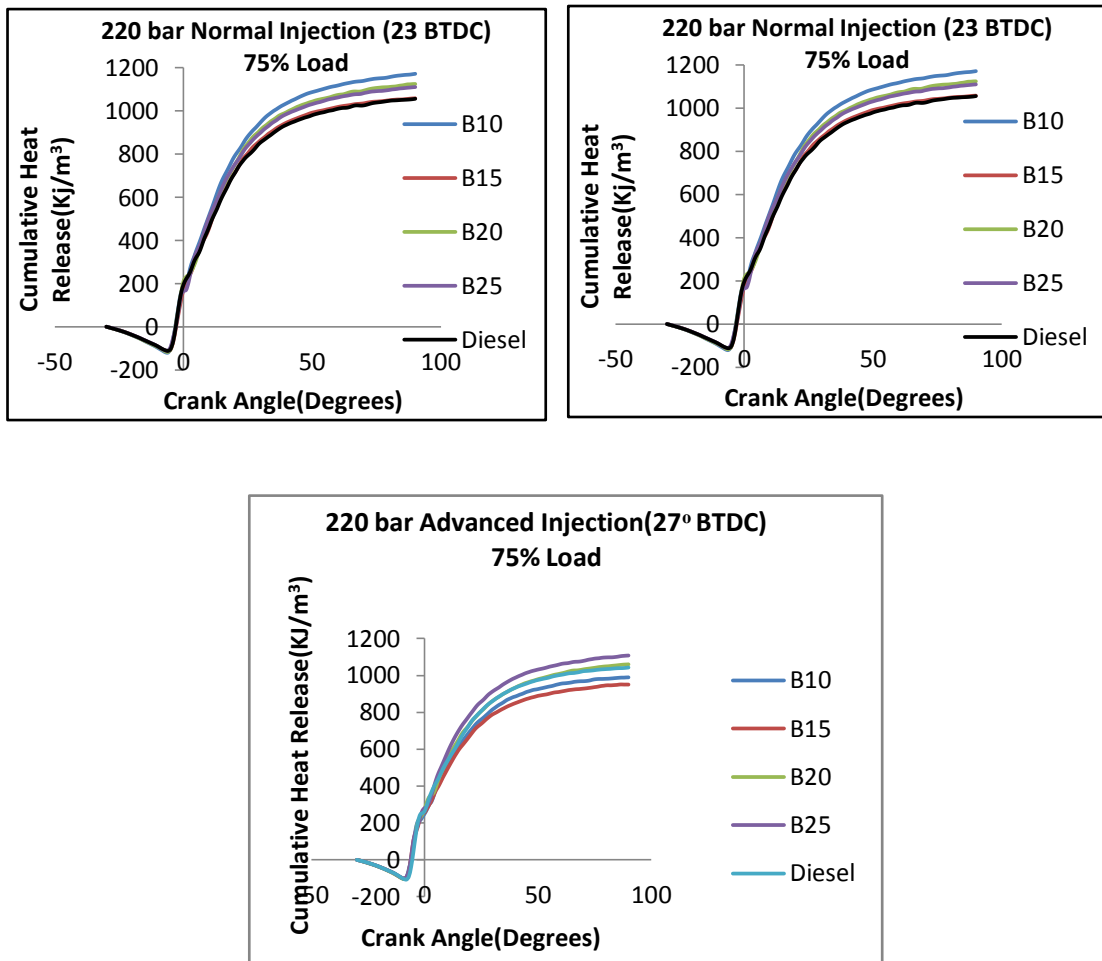 220 bar Normal Injection (23 BTDC)
75% Load
1200
1000
800
600
400
200
0
-200
-50
0
50
100
Cumulative Heat
Release(Kj/m³)
Crank Angle(Degrees)
B10
B15
B20
B25
Diesel
220 bar Normal Injection (23 BTDC)
75% Load
1200
1000
800
600
400
200
0
-200
-50
0
50
100
Cumulative Heat
Release(Kj/m³)
Crank Angle(Degrees)
B10
B15
B20
B25
Diesel
220 bar Advanced Injection(27º BTDC)
75% Load
1200
1000
800
600
400
200
0
-200
-50
0
50
100
Cumulative Heat Release(KJ/m³)
Crank Angle(Degrees)
B10
B15
B20
B25
Diesel